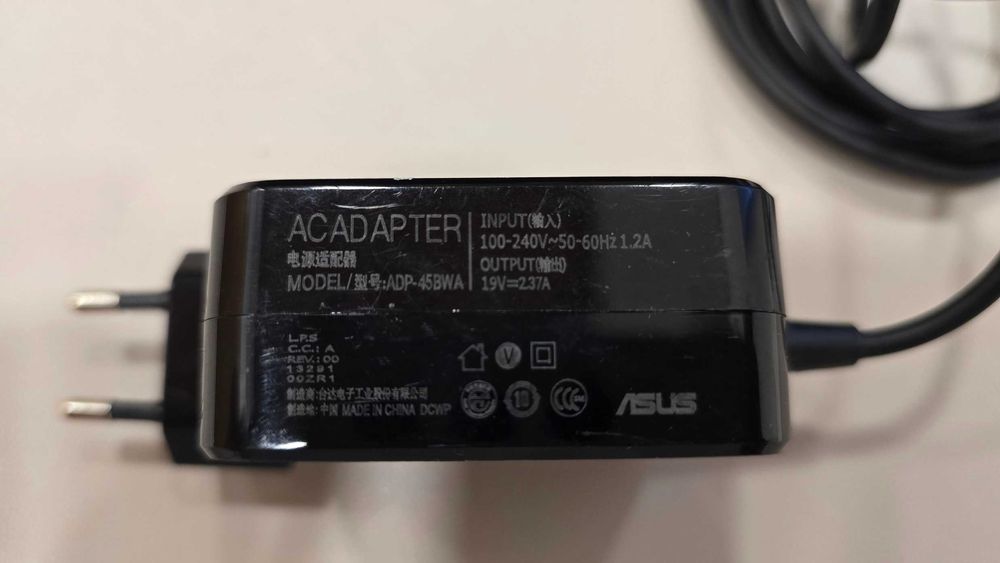 AC ADAPTER
电源适配器
MODEL/型号:ADP-45BWA
INPUT(输入)
100-240V~50-60Hz 1.2A
OUTPUT(输出)
19V⎓2.37A
L.P.S
C.C.: A
REV.: 00
13291
00ZR1
V
制造商:台达电子工业股份有限公司
制造地: 中国 MADE IN CHINA DCWP
10
ASUS